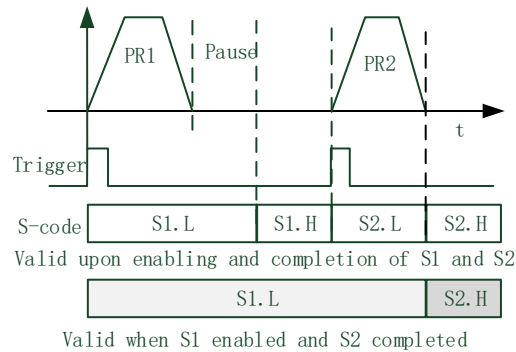 PR1
Pause
PR2
t
Trigger
S-code
S1.L
S1.H
S2.L
S2.H
Valid upon enabling and completion of S1 and S2
S1.L
S2.H
Valid when S1 enabled and S2 completed